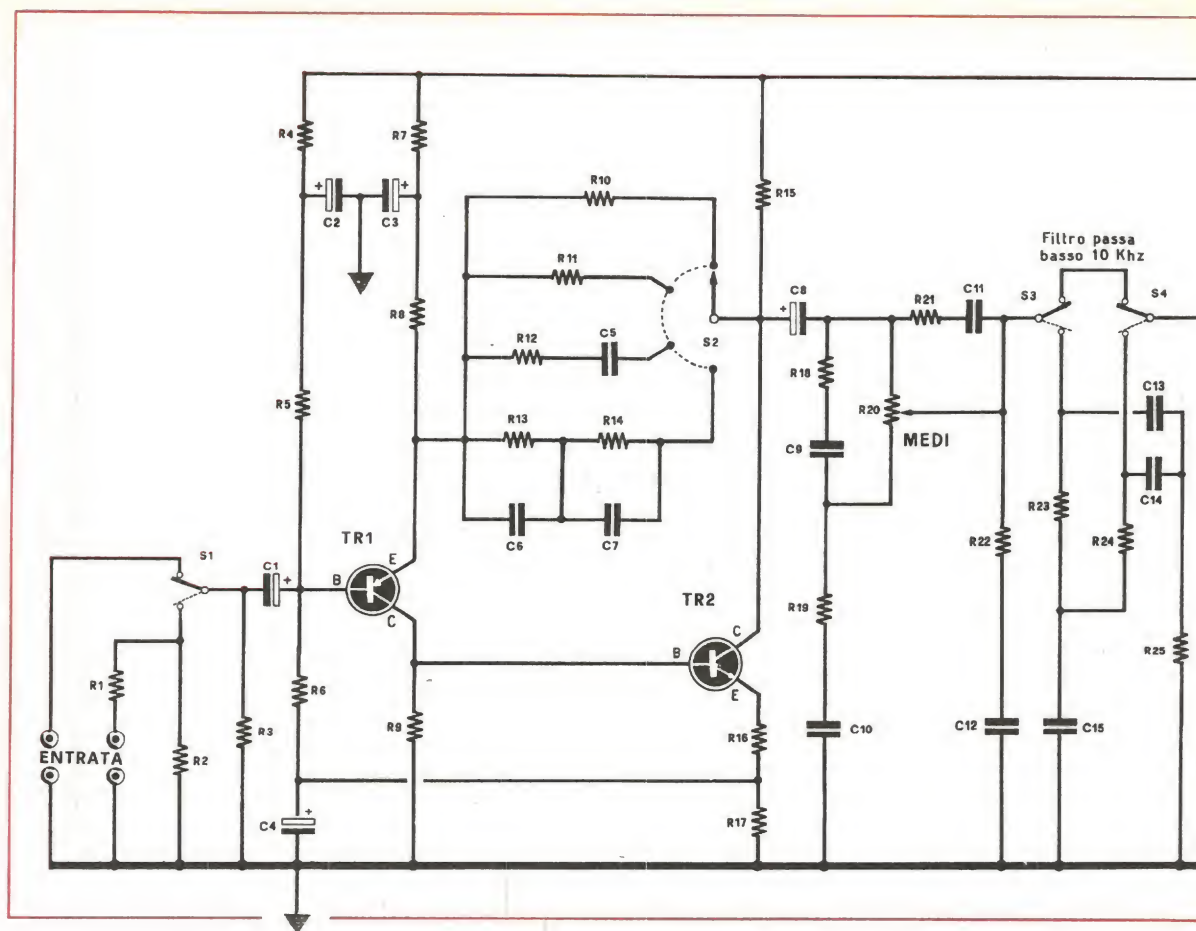 R4
R7
R10
R15
+
C2
C3
+
Filtro passa
basso 10 Khz
R11
C8
+
R21
C11
S3
S4
R8
S2
R12
C5
R18
C13
R5
R13
R14
R20
MEDI
C9
C14
C6
C7
R23
R22
R24
TR1
E
S1
C1
+
B
C
TR2
C
R19
R25
B
E
R1
R6
R3
R9
R16
C10
C12
C15
ENTRATA
R2
+
C4
R17